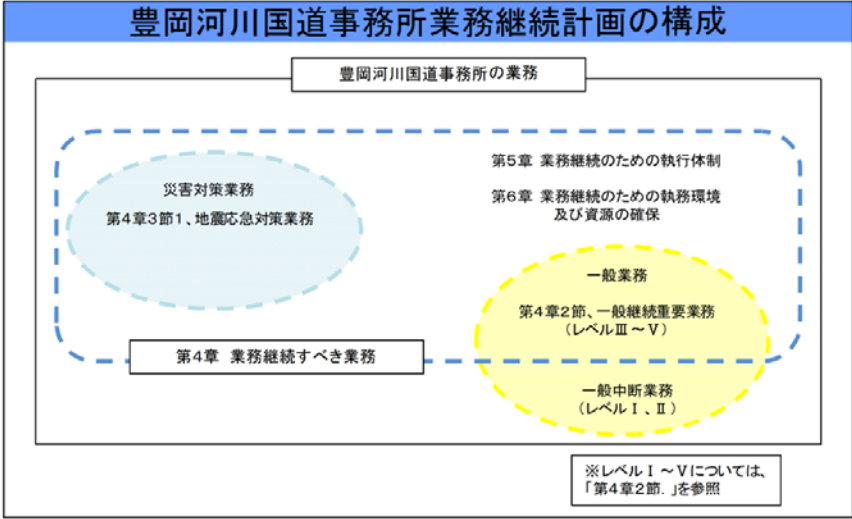 豊岡河川国道事務所業務継続計画の構成
豊岡河川国道事務所の業務
災害対策業務
第4章3節1、地震応急対策業務
第5章 業務継続のための執行体制
第6章 業務継続のための執務環境
及び資源の確保
一般業務
第4章2節、一般継続重要業務
(レベルⅢ~Ⅴ)
第4章 業務継続すべき業務
一般中断業務
(レベルⅠ、Ⅱ)
※レベルⅠ~Ⅴについては、
「第4章2節.」を参照